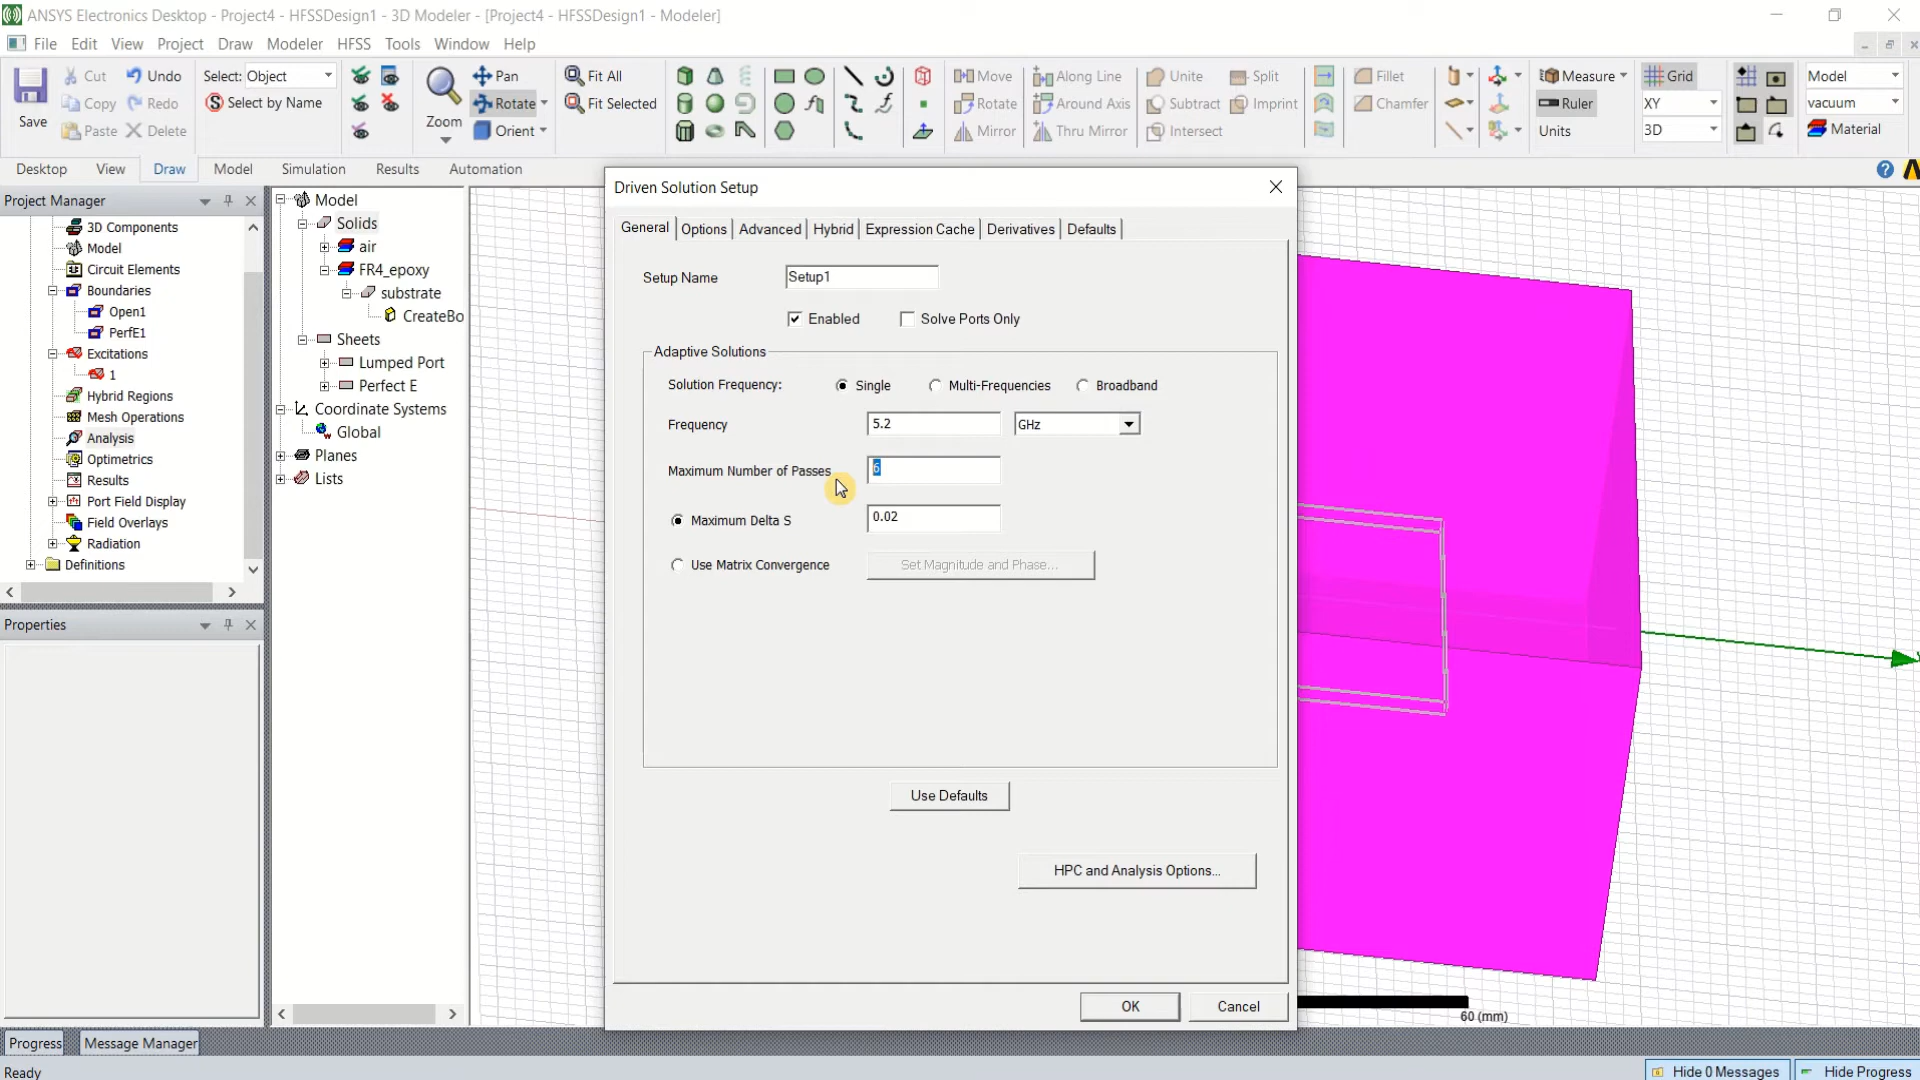 ANSYS Electronics Desktop - Project4 - HFSSDesign1 - 3D Modeler - [Project4 - HFSSDesign1 - Modeler]
File Edit View Project Draw Modeler HFSS Tools Window Help
Save
Cut
Copy
Paste
Undo
Redo
Delete
Select: Object
Select by Name
Zoom
Pan
Rotate
Orient
Fit All
Fit Selected
Move
Rotate
Mirror
Along Line
Around Axis
Thru Mirror
Unite
Subtract
Intersect
Split
Imprint
Fillet
Chamfer
Measure
Ruler
Units
Grid
XY
3D
Model
vacuum
Material
Desktop View Draw Model Simulation Results Automation
Project Manager
3D Components
Model
Circuit Elements
Boundaries
Open1
PerfE1
Excitations
1
Hybrid Regions
Mesh Operations
Analysis
Optimetrics
Results
Port Field Display
Field Overlays
Radiation
Definitions
Properties
Model
Solids
air
FR4_epoxy
substrate
CreateBo
Sheets
Lumped Port
Perfect E
Coordinate Systems
Global
Planes
Lists
Driven Solution Setup
General Options Advanced Hybrid Expression Cache Derivatives Defaults
Setup Name Setup1
Enabled Solve Ports Only
Adaptive Solutions
Solution Frequency: Single Multi-Frequencies Broadband
Frequency 5.2 GHz
Maximum Number of Passes 6
Maximum Delta S 0.02
Use Matrix Convergence Set Magnitude and Phase...
Use Defaults
HPC and Analysis Options...
OK Cancel
60 (mm)
Progress Message Manager
Ready
Hide 0 Messages Hide Progress